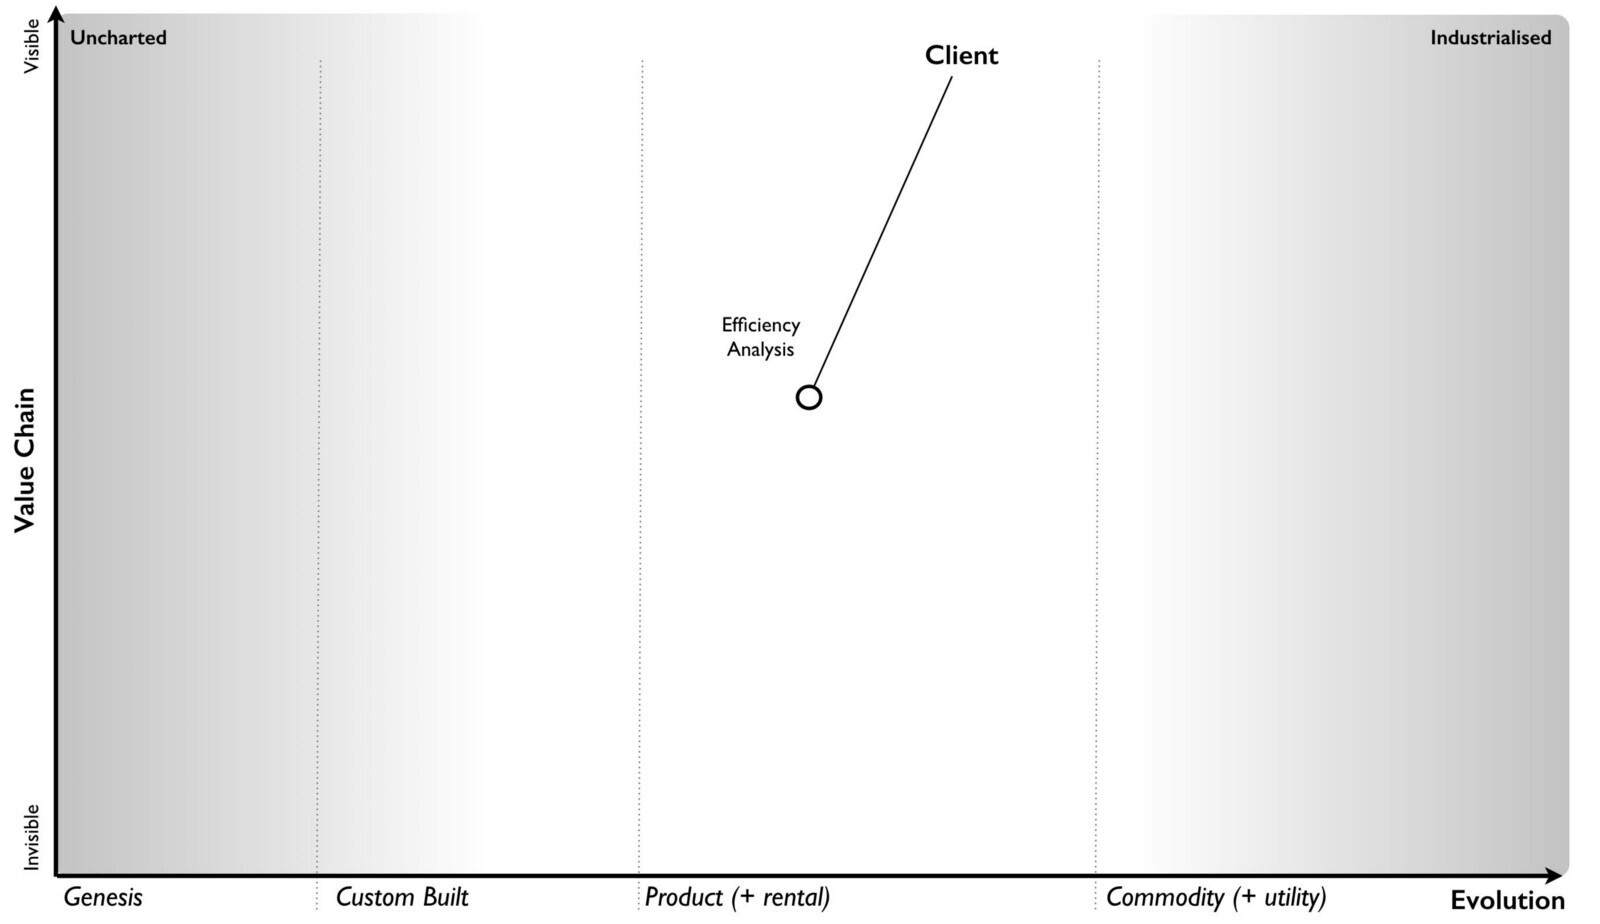 Visible
Uncharted
Client
Industrialised
Efficiency
Analysis
Value Chain
Invisible
Genesis
Custom Built
Product (+ rental)
Commodity (+ utility)
Evolution